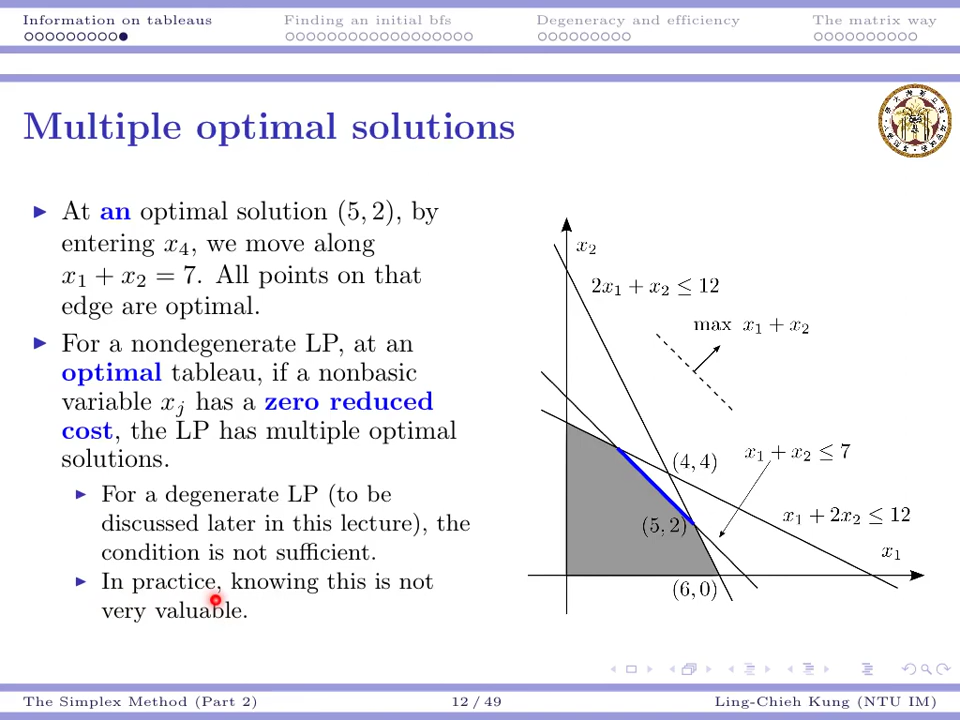 Information on tableaus
Finding an initial bfs
Degeneracy and efficiency
The matrix way
Multiple optimal solutions
► At an optimal solution (5, 2), by
entering x₄, we move along
x₁ + x₂ = 7. All points on that
edge are optimal.
► For a nondegenerate LP, at an
optimal tableau, if a nonbasic
variable xⱼ has a zero reduced
cost, the LP has multiple optimal
solutions.
► For a degenerate LP (to be
discussed later in this lecture), the
condition is not sufficient.
► In practice, knowing this is not
very valuable.
x₂
2x₁ + x₂ ≤ 12
max x₁ + x₂
(4, 4)
x₁ + x₂ ≤ 7
(5, 2)
x₁ + 2x₂ ≤ 12
x₁
(6, 0)
The Simplex Method (Part 2)
12 / 49
Ling-Chieh Kung (NTU IM)